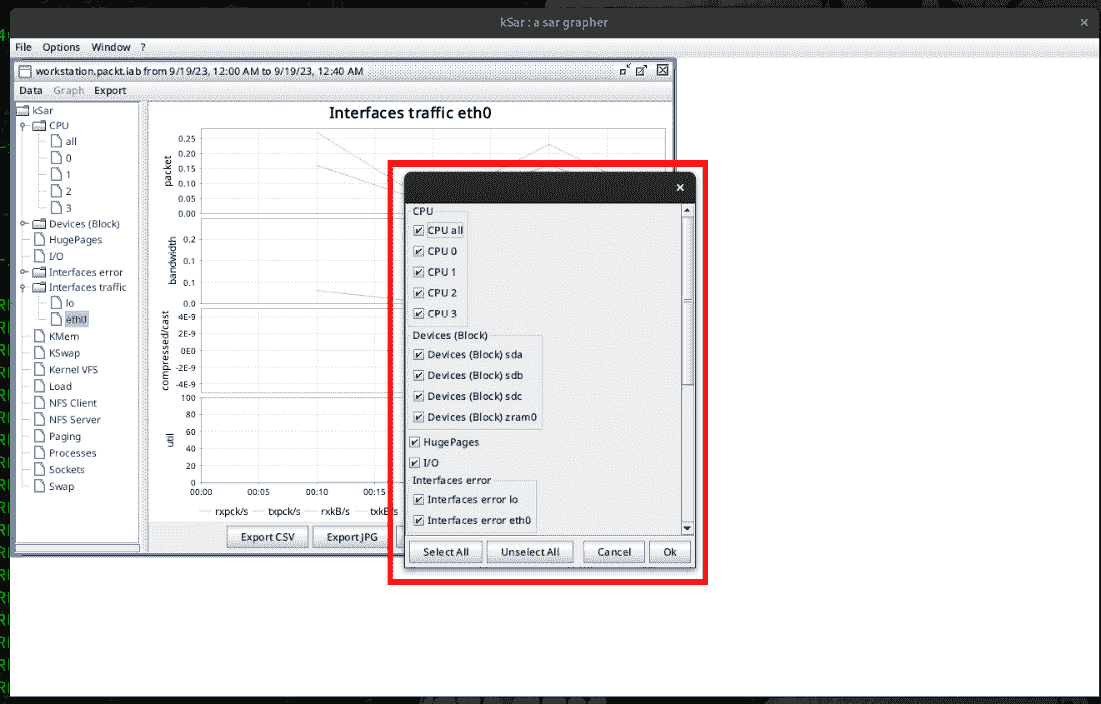 kSar : a sar grapher
File Options Window ?
workstation.packt.lab from 9/19/23, 12:00 AM to 9/19/23, 12:40 AM
Data Graph Export
kSar
CPU
all
0
1
2
3
Devices (Block)
HugePages
I/O
Interfaces error
Interfaces traffic
lo
eth0
KMem
KSwap
Kernel VFS
Load
NFS Client
NFS Server
Paging
Processes
Sockets
Swap
Interfaces traffic eth0
packet
0.25
0.20
0.15
0.10
0.05
0.00
bandwidth
0.2
0.1
0.1
0.0
compressed/cast
4E-9
2E-9
0E0
-2E-9
-4E-9
util
100
80
60
40
20
0
00:00 00:05 00:10 00:15
rxpck/s txpck/s rxkB/s
Export CSV Export JPG
CPU
CPU all
CPU 0
CPU 1
CPU 2
CPU 3
Devices (Block)
Devices (Block) sda
Devices (Block) sdb
Devices (Block) sdc
Devices (Block) zram0
HugePages
I/O
Interfaces error
Interfaces error lo
Interfaces error eth0
Select All Unselect All Cancel Ok